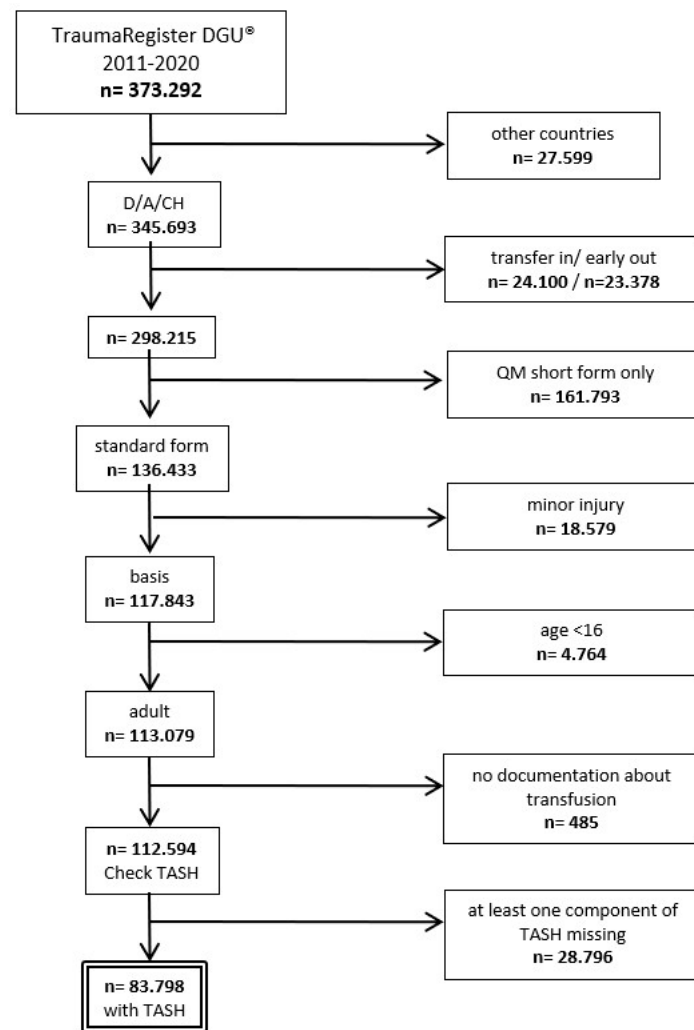 TraumaRegister DGU®
2011-2020
n= 373.292
other countries
n= 27.599
D/A/CH
n= 345.693
transfer in/ early out
n= 24.100 / n=23.378
n= 298.215
QM short form only
n= 161.793
standard form
n= 136.433
minor injury
n= 18.579
basis
n= 117.843
age <16
n= 4.764
adult
n= 113.079
no documentation about
transfusion
n= 485
n= 112.594
Check TASH
at least one component of
TASH missing
n= 28.796
n= 83.798
with TASH